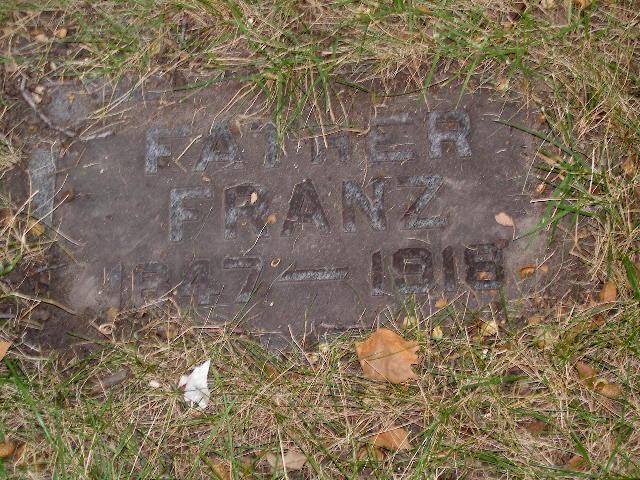 FATHER
FRANZ
1847 — 1918